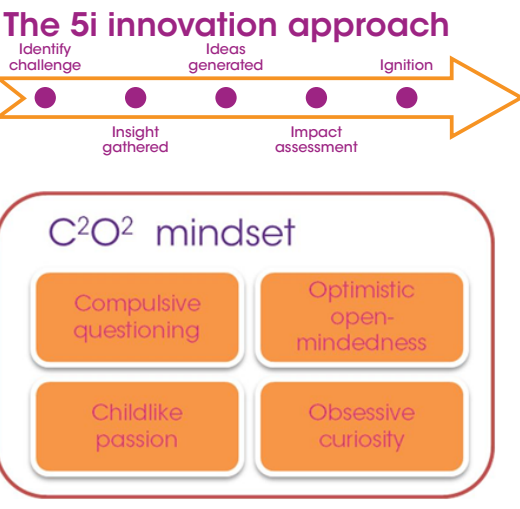 The 5i innovation approach
Identify
challenge
Ideas
generated
Ignition
Insight
gathered
Impact
assessment
C²O² mindset
Compulsive
questioning
Optimistic
open-
mindedness
Childlike
passion
Obsessive
curiosity